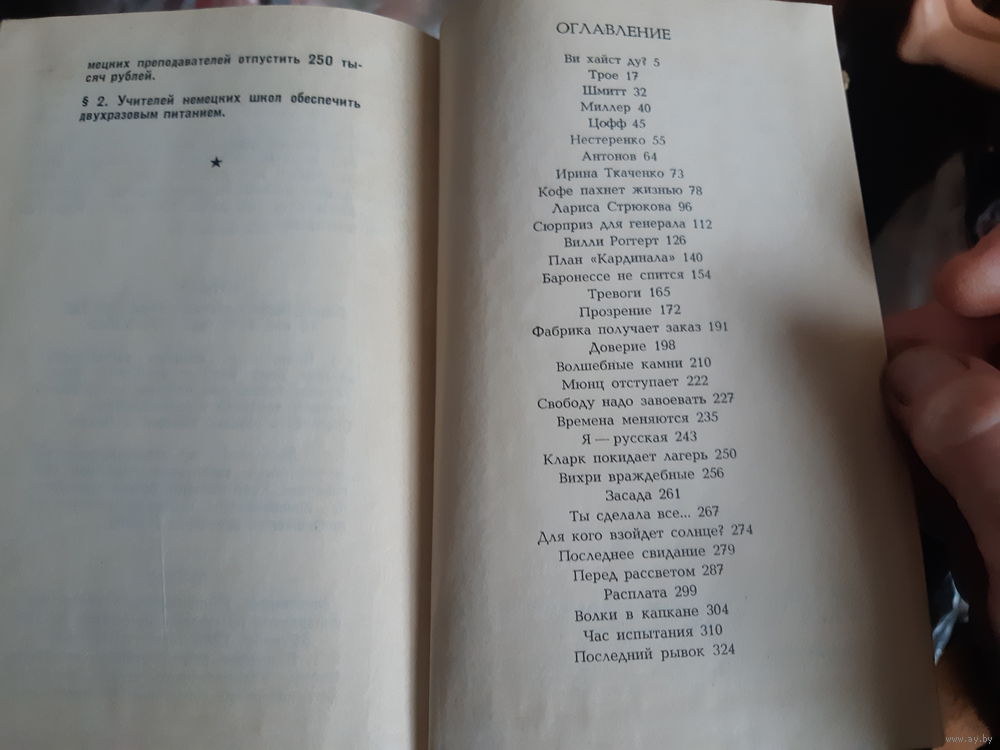 мецких преподавателей отпустить 250 ты-
сяч рублей.
§ 2. Учителей немецких школ обеспечить
двухразовым питанием.
★
ОГЛАВЛЕНИЕ
Ви хайст ду? 5
Трое 17
Шмитт 32
Миллер 40
Цофф 45
Нестеренко 55
Антонов 64
Ирина Ткаченко 73
Кофе пахнет жизнью 78
Лариса Стрюкова 96
Сюрприз для генерала 112
Вилли Роггерт 126
План «Кардинала» 140
Баронессе не спится 154
Тревоги 165
Прозрение 172
Фабрика получает заказ 191
Доверие 198
Волшебные камни 210
Мюнц отступает 222
Свободу надо завоевать 227
Времена меняются 235
Я — русская 243
Кларк покидает лагерь 250
Вихри враждебные 256
Засада 261
Ты сделала все... 267
Для кого взойдет солнце? 274
Последнее свидание 279
Перед рассветом 287
Расплата 299
Волки в капкане 304
Час испытания 310
Последний рывок 324
www.ay.by